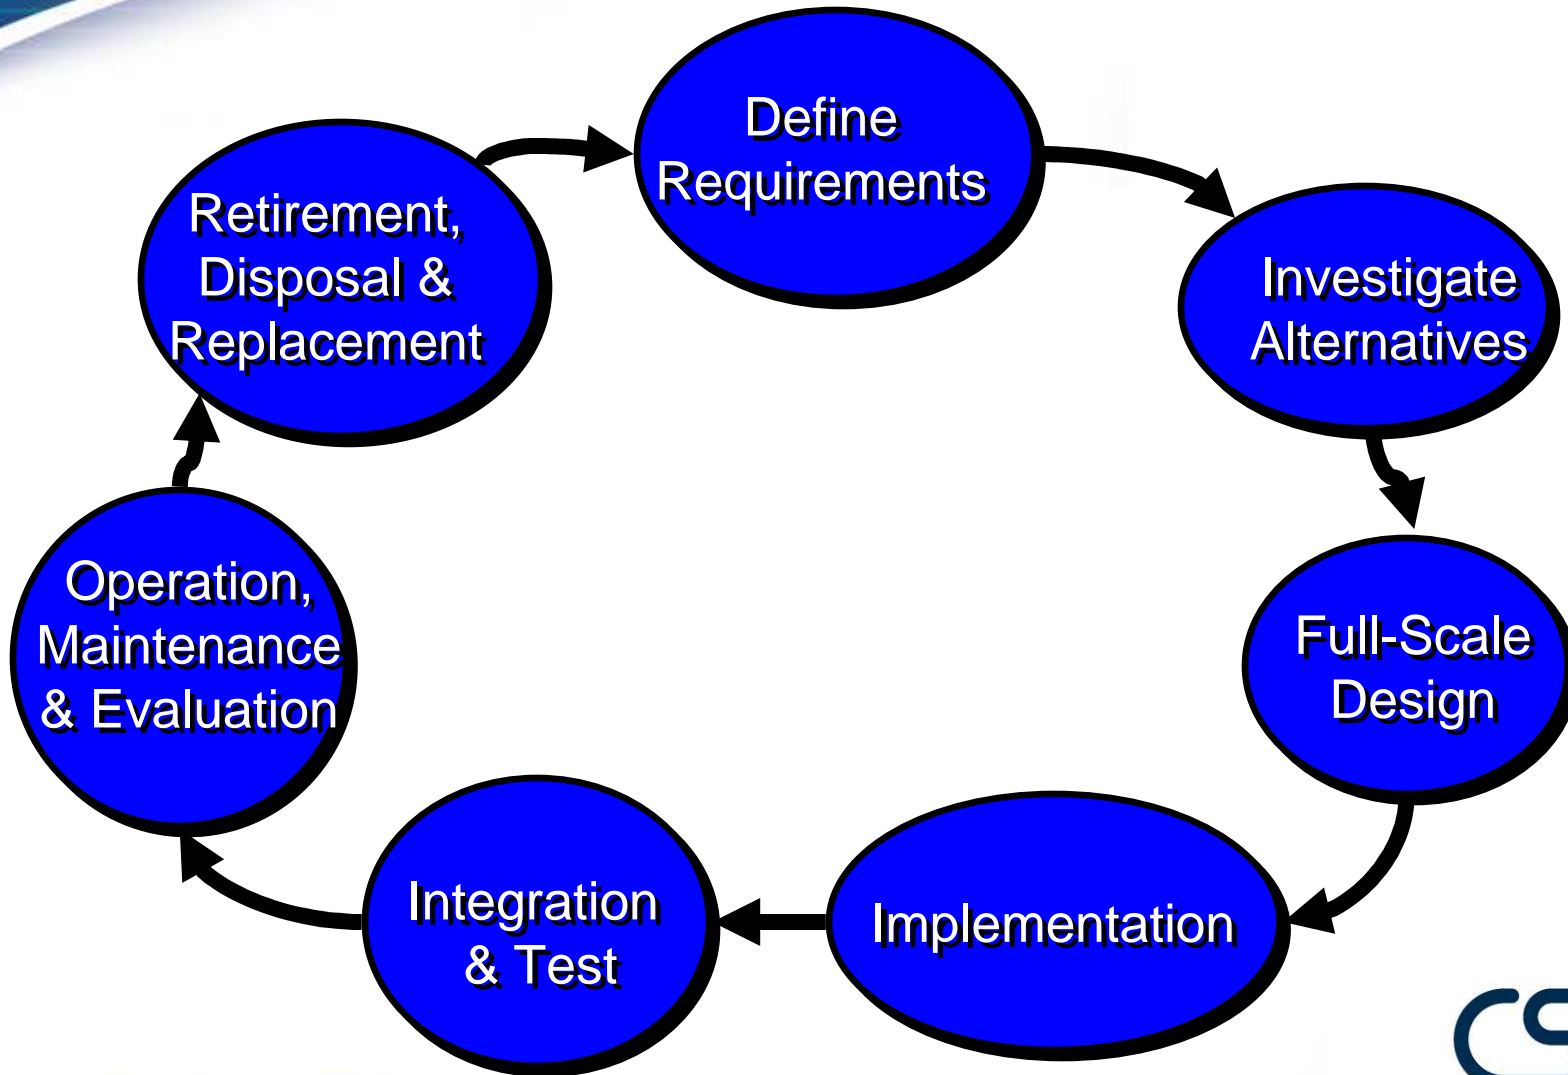 Define
Requirements
Investigate
Alternatives
Full-Scale
Design
Implementation
Integration
& Test
Operation,
Maintenance
& Evaluation
Retirement,
Disposal &
Replacement